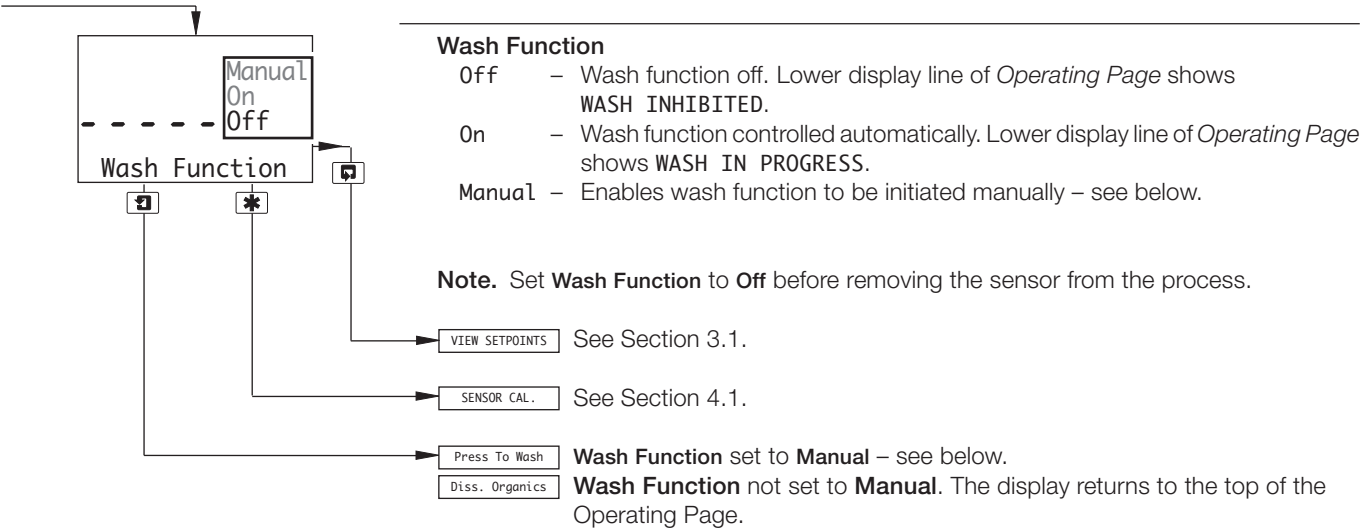 Manual
On
Off
Wash Function
Wash Function
Off – Wash function off. Lower display line of Operating Page shows
WASH INHIBITED.
On – Wash function controlled automatically. Lower display line of Operating Page
shows WASH IN PROGRESS.
Manual – Enables wash function to be initiated manually – see below.
Note. Set Wash Function to Off before removing the sensor from the process.
VIEW SETPOINTS See Section 3.1.
SENSOR CAL. See Section 4.1.
Press To Wash Wash Function set to Manual – see below.
Diss. Organics Wash Function not set to Manual. The display returns to the top of the
Operating Page.